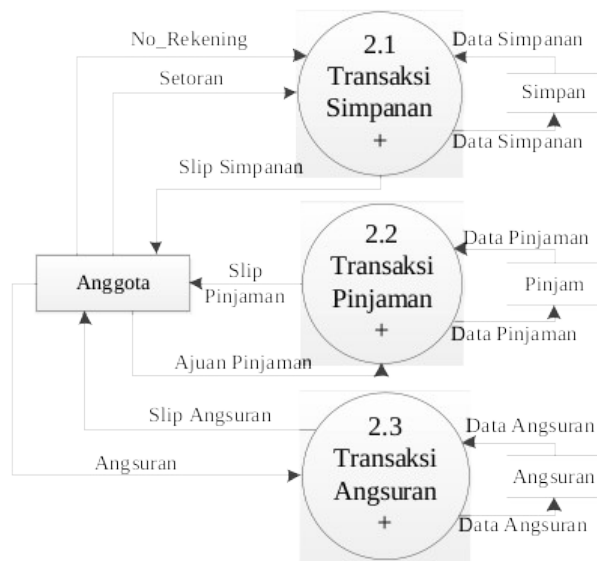 No_Rekening
2.1
Transaksi
Simpanan
+
Data Simpanan
Setoran
Simpan
Data Simpanan
Slip Simpanan
2.2
Transaksi
Pinjaman
+
Data Pinjaman
Slip
Pinjaman
Anggota
Pinjam
Data Pinjaman
Ajuan Pinjaman
2.3
Transaksi
Angsuran
+
Slip Angsuran
Data Angsuran
Angsuran
Angsuran
Data Angsuran